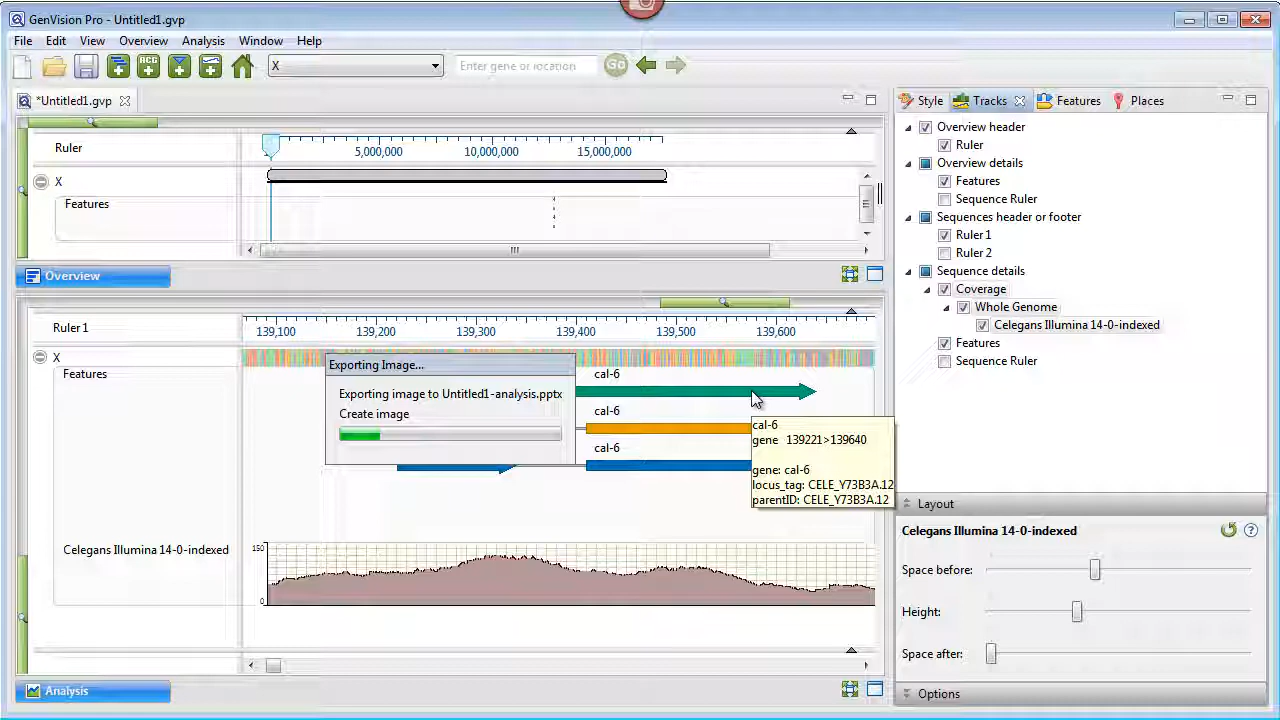 GenVision Pro - Untitled1.gvp
File Edit View Overview Analysis Window Help
X Enter gene or location Go
*Untitled1.gvp
Ruler
5,000,000 10,000,000 15,000,000
X
Features
Overview
Ruler 1
139,100 139,200 139,300 139,400 139,500 139,600
X
Features
Exporting Image...
Exporting image to Untitled1-analysis.pptx
Create image
cal-6
cal-6
cal-6
cal-6
gene 139221>139640
gene: cal-6
locus_tag: CELE_Y73B3A.12
parentID: CELE_Y73B3A.12
Celegans Illumina 14-0-indexed
150
0
Analysis
Style Tracks Features Places
Overview header
Ruler
Overview details
Features
Sequence Ruler
Sequences header or footer
Ruler 1
Ruler 2
Sequence details
Coverage
Whole Genome
Celegans Illumina 14-0-indexed
Features
Sequence Ruler
Layout
Celegans Illumina 14-0-indexed
Space before:
Height:
Space after:
Options